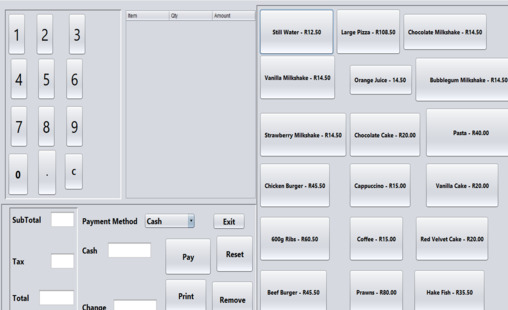 1 2 3
4 5 6
7 8 9
0 . c
Item Qty Amount
Still Water - R12.50
Large Pizza - R108.50
Chocolate Milkshake - R14.50
Vanilla Milkshake - R14.50
Orange Juice - 14.50
Bubblegum Milkshake - R14.50
Strawberry Milkshake - R14.50
Chocolate Cake - R20.00
Pasta - R40.00
Chicken Burger - R45.50
Cappuccino - R15.00
Vanilla Cake - R20.00
600g Ribs - R60.50
Coffee - R15.00
Red Velvet Cake - R20.00
Beef Burger - R45.50
Prawns - R80.00
Hake Fish - R35.50
SubTotal
Tax
Total
Payment Method Cash Exit
Cash
Pay Reset
Print Remove
Change